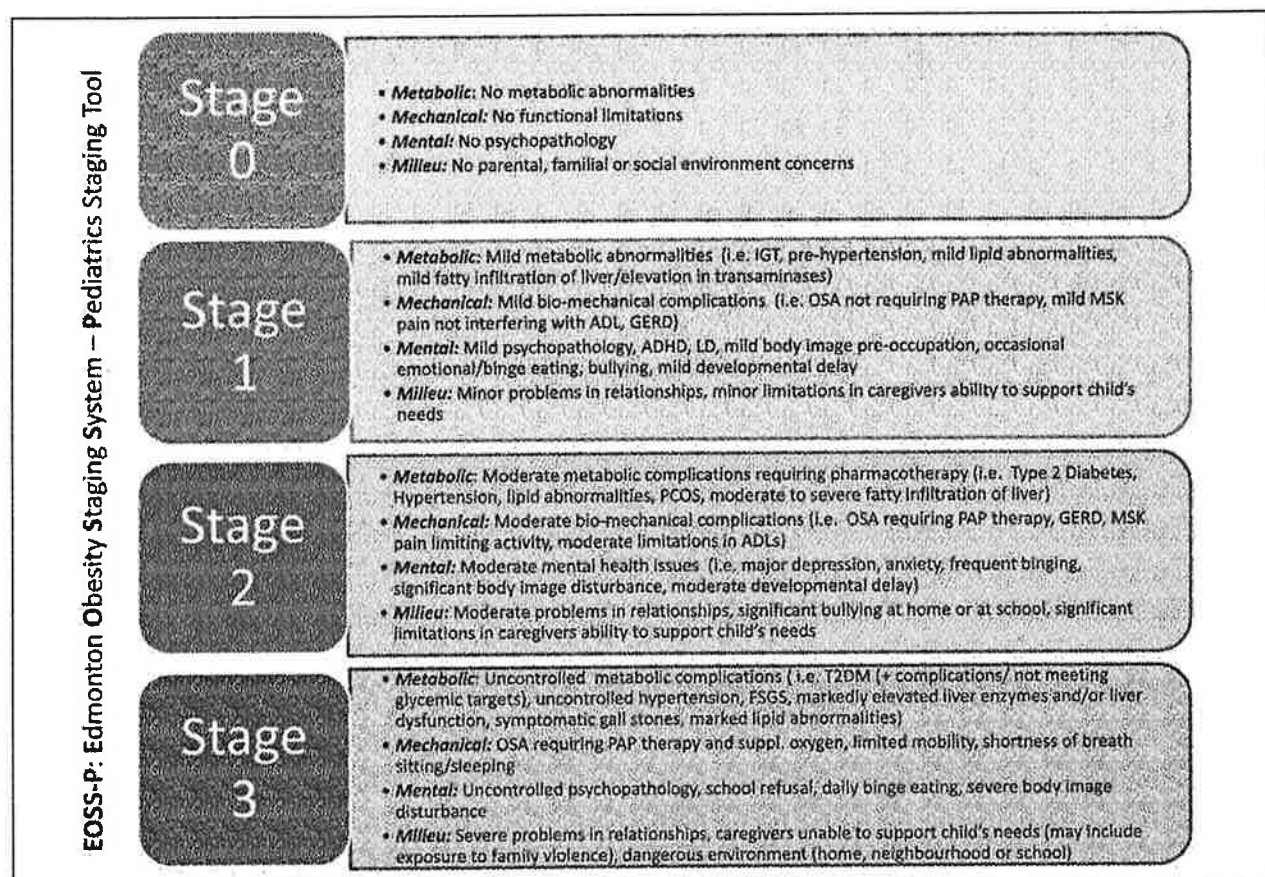 EOSS-P: Edmonton Obesity Staging System – Pediatrics Staging Tool
Stage
0
• Metabolic: No metabolic abnormalities
• Mechanical: No functional limitations
• Mental: No psychopathology
• Milieu: No parental, familial or social environment concerns
Stage
1
• Metabolic: Mild metabolic abnormalities (i.e. IGT, pre-hypertension, mild lipid abnormalities,
mild fatty infiltration of liver/elevation in transaminases)
• Mechanical: Mild bio-mechanical complications (i.e. OSA not requiring PAP therapy, mild MSK
pain not interfering with ADL, GERD)
• Mental: Mild psychopathology, ADHD, LD, mild body image pre-occupation, occasional
emotional/binge eating, bullying, mild developmental delay
• Milieu: Minor problems in relationships, minor limitations in caregivers ability to support child's
needs
Stage
2
• Metabolic: Moderate metabolic complications requiring pharmacotherapy (i.e. Type 2 Diabetes,
Hypertension, lipid abnormalities, PCOS, moderate to severe fatty infiltration of liver)
• Mechanical: Moderate bio-mechanical complications (i.e. OSA requiring PAP therapy, GERD, MSK
pain limiting activity, moderate limitations in ADLs)
• Mental: Moderate mental health issues (i.e. major depression, anxiety, frequent binging,
significant body image disturbance, moderate developmental delay)
• Milieu: Moderate problems in relationships, significant bullying at home or at school, significant
limitations in caregivers ability to support child's needs
Stage
3
• Metabolic: Uncontrolled metabolic complications ( i.e. T2DM (+ complications/ not meeting
glycemic targets), uncontrolled hypertension, FSGS, markedly elevated liver enzymes and/or liver
dysfunction, symptomatic gall stones, marked lipid abnormalities)
• Mechanical: OSA requiring PAP therapy and suppl. oxygen, limited mobility, shortness of breath
sitting/sleeping
• Mental: Uncontrolled psychopathology, school refusal, daily binge eating, severe body image
disturbance
• Milieu: Severe problems in relationships, caregivers unable to support child's needs (may include
exposure to family violence), dangerous environment (home, neighbourhood or school)